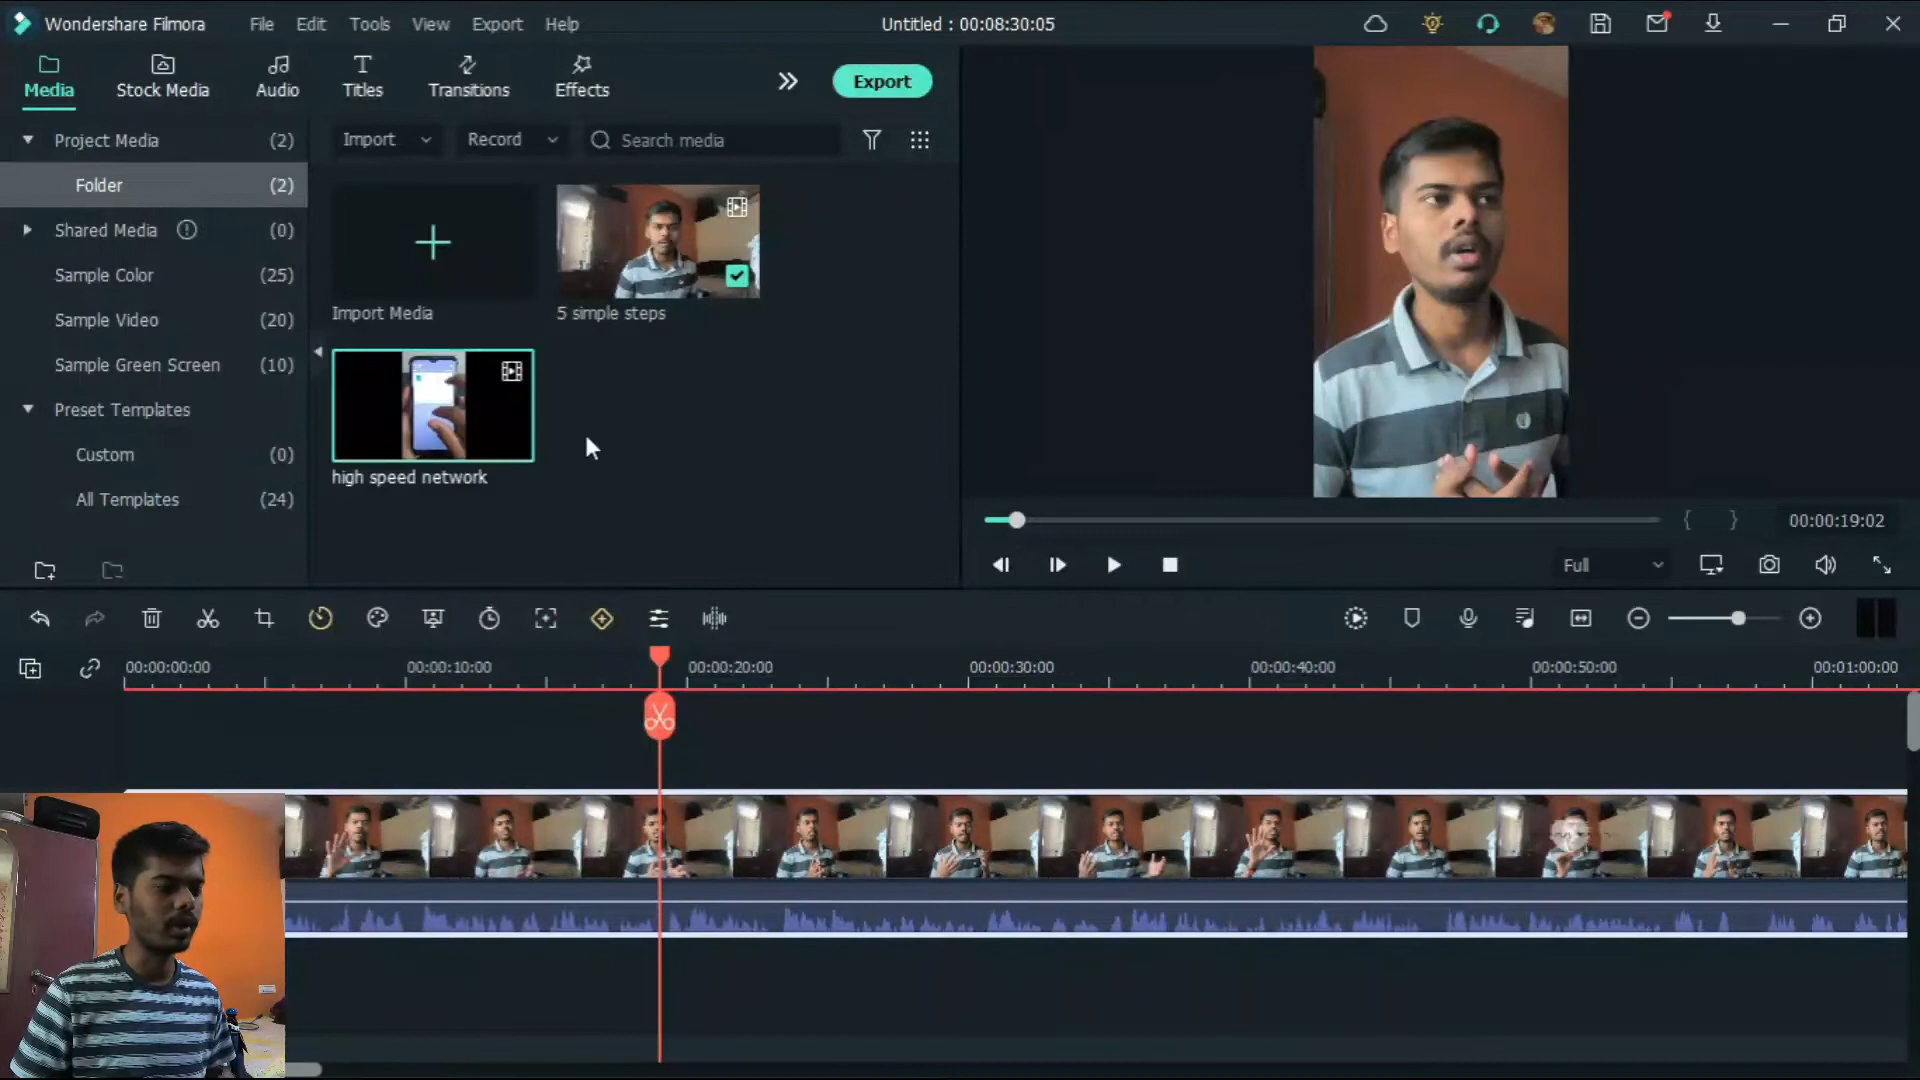 Wondershare Filmora File Edit Tools View Export Help Untitled : 00:08:30:05
Media Stock Media Audio Titles Transitions Effects Export
Project Media (2) Import Record Search media
Folder (2)
Shared Media (0)
Sample Color (25)
Sample Video (20)
Sample Green Screen (10)
Preset Templates
Custom (0)
All Templates (24)
Import Media 5 simple steps
high speed network
{ } 00:00:19:02
Full
00:00:00:00 00:00:10:00 00:00:20:00 00:00:30:00 00:00:40:00 00:00:50:00 00:01:00:00